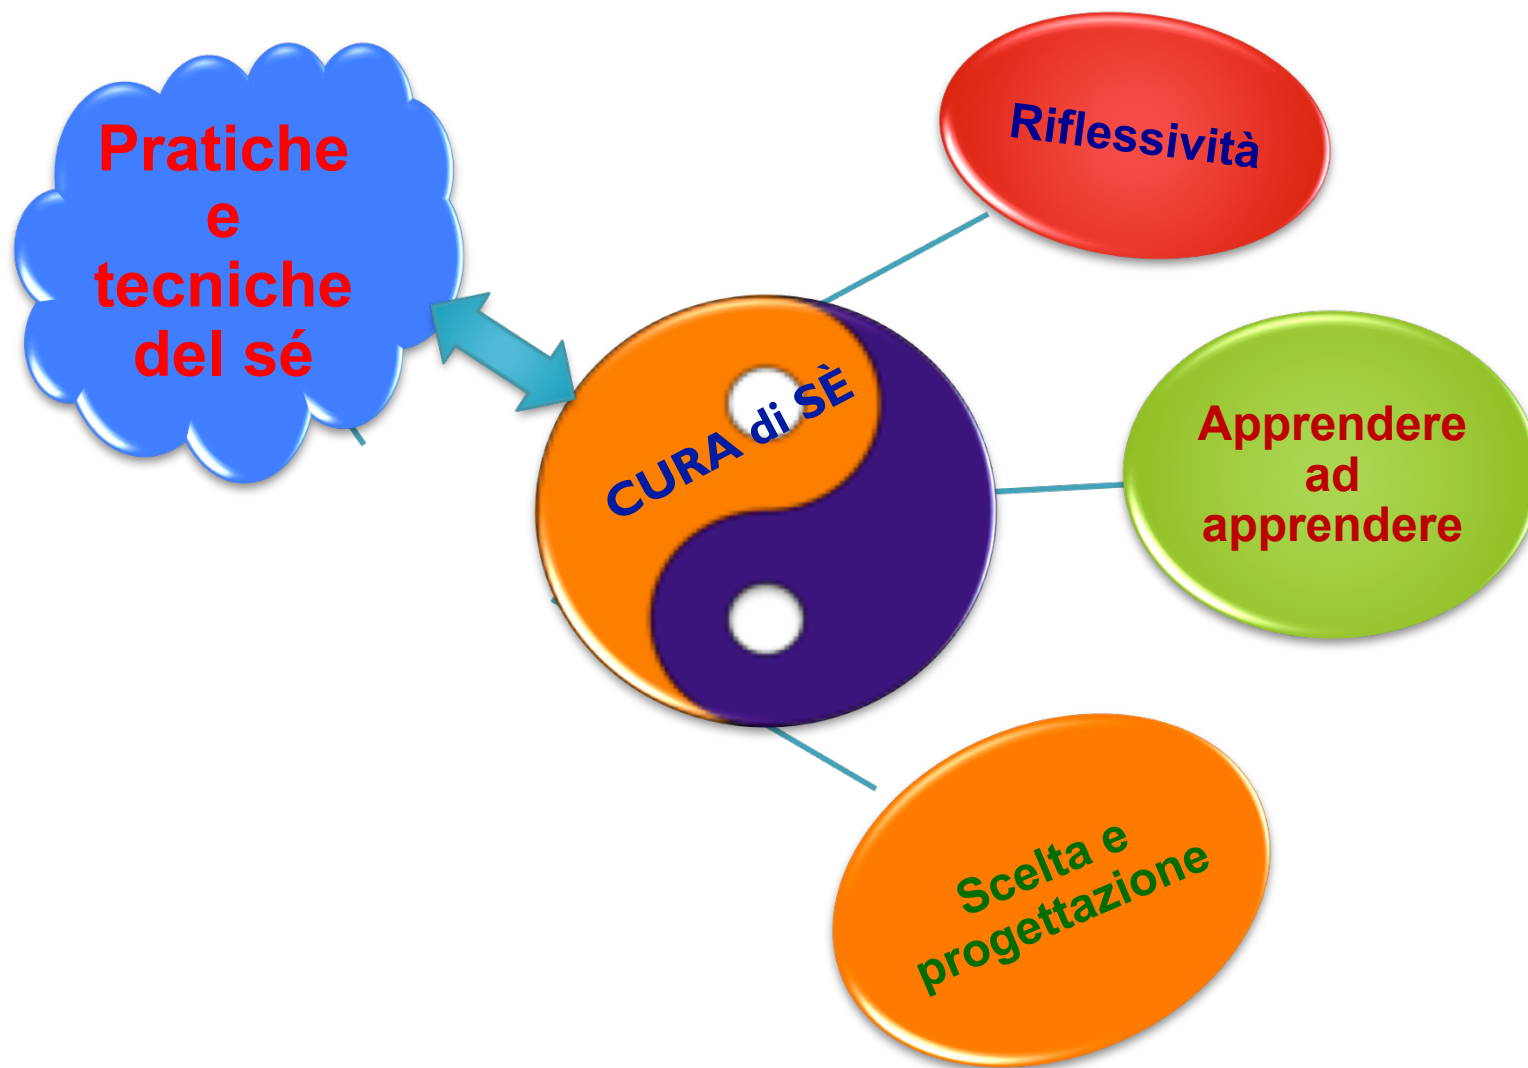 Pratiche
e
tecniche
del sé
Riflessività
CURA di SÈ
Apprendere
ad
apprendere
Scelta e
progettazione